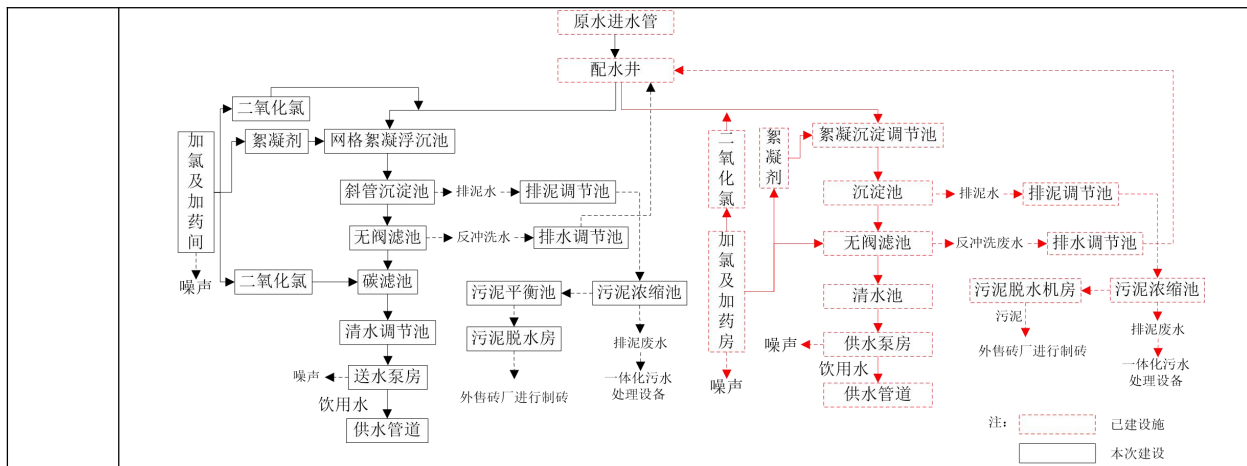 原水进水管
配水井
二氧化氯
加氯及加药间
絮凝剂
网格絮凝浮沉池
斜管沉淀池
排泥水
排泥调节池
无阀滤池
反冲洗水
排水调节池
噪声
二氧化氯
碳滤池
污泥平衡池
污泥浓缩池
清水调节池
污泥脱水房
排泥废水
噪声
送水泵房
外售砖厂进行制砖
一体化污水
处理设备
饮用水
供水管道
二氧化氯
絮凝剂
絮凝沉淀调节池
沉淀池
排泥水
排泥调节池
加氯及加药房
无阀滤池
反冲洗废水
排水调节池
清水池
污泥脱水机房
污泥浓缩池
污泥
排泥废水
噪声
供水泵房
外售砖厂进行制砖
一体化污水
处理设备
饮用水
噪声
供水管道
注：
已建设施
本次建设